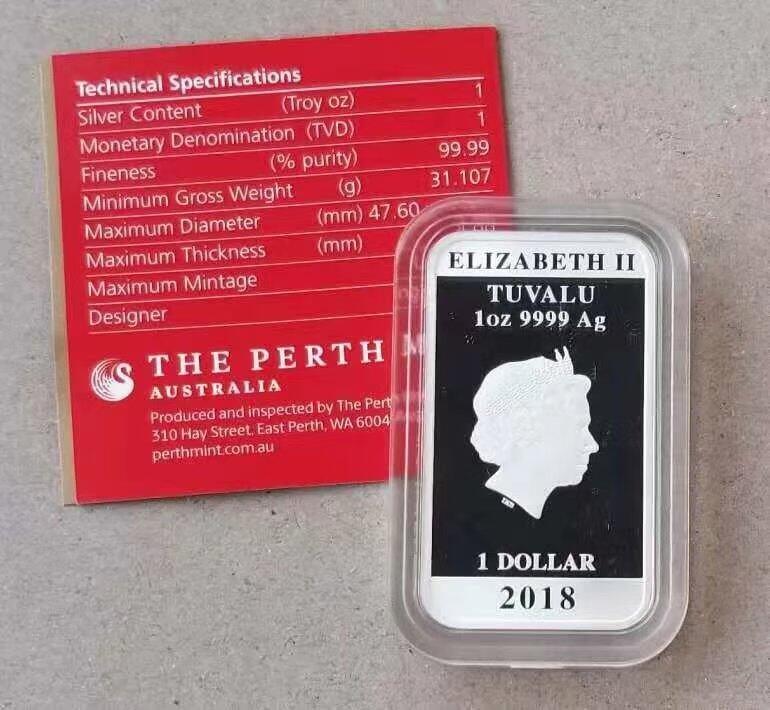 Technical Specifications
Silver Content (Troy oz) 1
Monetary Denomination (TVD) 1
Fineness (% purity) 99.99
Minimum Gross Weight (g) 31.107
Maximum Diameter (mm) 47.60
Maximum Thickness (mm)
Maximum Mintage
Designer
THE PERTH
AUSTRALIA
Produced and inspected by The Pert
310 Hay Street, East Perth, WA 6004
perthmint.com.au
ELIZABETH II
TUVALU
1oz 9999 Ag
1 DOLLAR
2018